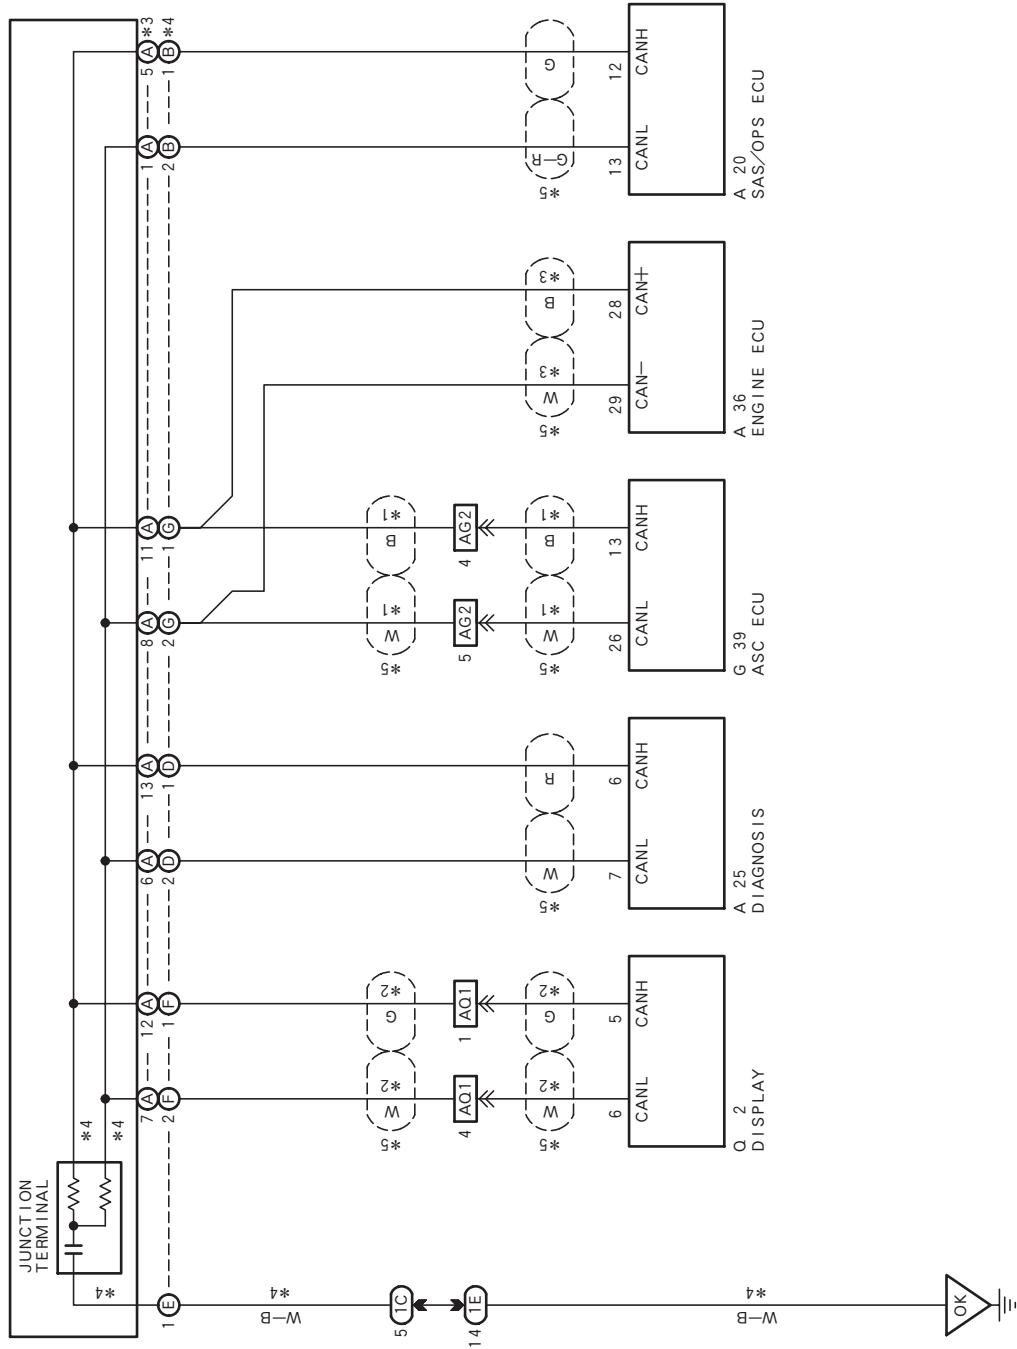 JUNCTION
TERMINAL
*4
*4
*4
1 E
7 A
2 F
12 A
1 F
6 A
2 D
13 A
1 D
8 A
2 G
11 A
1 G
1 A
2 B
5 A *3
1 B *4
W-B
*4
5 1C
14 1E
W-B
*4
OK
*5
W *2
G *2
4 AQ1
1 AQ1
*5
W *2
G *2
6
CANL
5
CANH
Q 2
DISPLAY
*5
W
R
7
CANL
6
CANH
A 25
DIAGNOSIS
*5
W *1
B *1
5 AG2
4 AG2
*5
W *1
B *1
26
CANL
13
CANH
G 39
ASC ECU
*5
W *3
B *3
29
CAN-
28
CAN+
A 36
ENGINE ECU
*5
G-R
G
13
CANL
12
CANH
A 20
SAS/OPS ECU